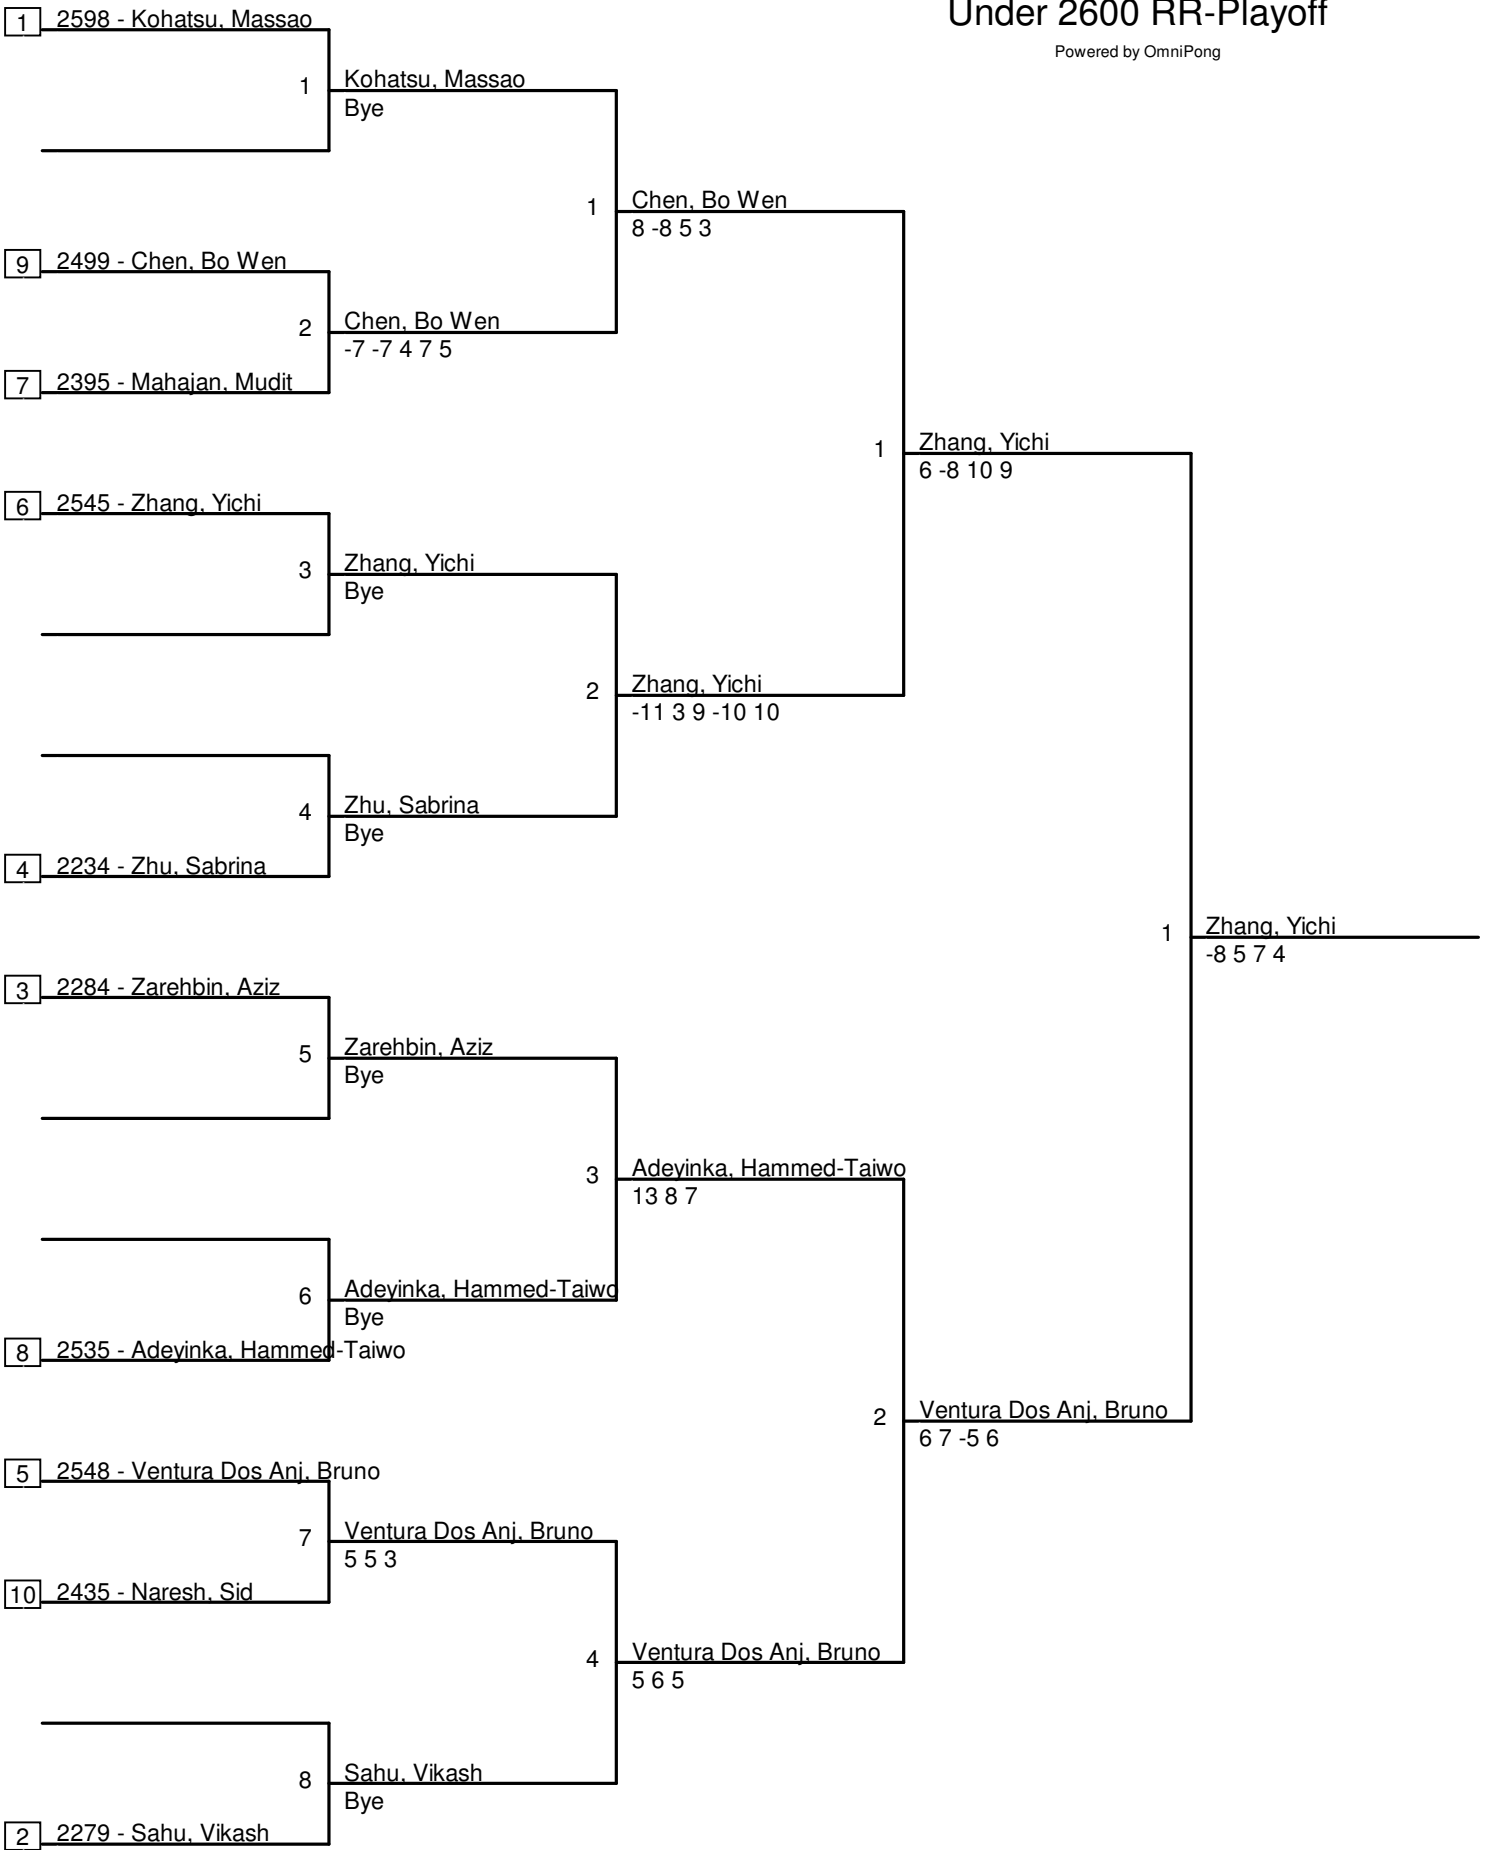 Under 2600 RR-Playoff
Powered by OmniPong
1 2598 - Kohatsu, Massao
1 Kohatsu, Massao
Bye
1 Chen, Bo Wen
8 -8 5 3
9 2499 - Chen, Bo Wen
2 Chen, Bo Wen
-7 -7 4 7 5
7 2395 - Mahajan, Mudit
1 Zhang, Yichi
6 -8 10 9
6 2545 - Zhang, Yichi
3 Zhang, Yichi
Bye
2 Zhang, Yichi
-11 3 9 -10 10
4 Zhu, Sabrina
Bye
4 2234 - Zhu, Sabrina
1 Zhang, Yichi
-8 5 7 4
3 2284 - Zarehbin, Aziz
5 Zarehbin, Aziz
Bye
3 Adeyinka, Hammed-Taiwo
13 8 7
6 Adeyinka, Hammed-Taiwo
Bye
8 2535 - Adeyinka, Hammed-Taiwo
2 Ventura Dos Anj, Bruno
6 7 -5 6
5 2548 - Ventura Dos Anj, Bruno
7 Ventura Dos Anj, Bruno
5 5 3
10 2435 - Naresh, Sid
4 Ventura Dos Anj, Bruno
5 6 5
8 Sahu, Vikash
Bye
2 2279 - Sahu, Vikash